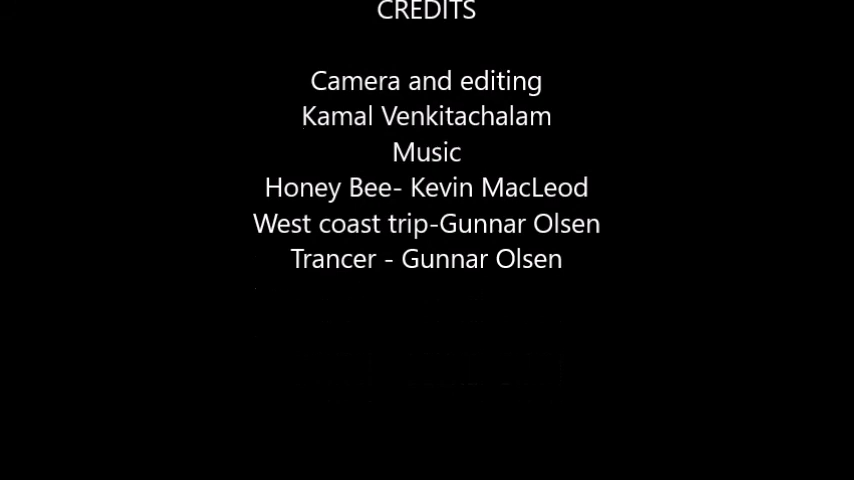 CREDITS
Camera and editing
Kamal Venkitachalam
Music
Honey Bee- Kevin MacLeod
West coast trip-Gunnar Olsen
Trancer - Gunnar Olsen